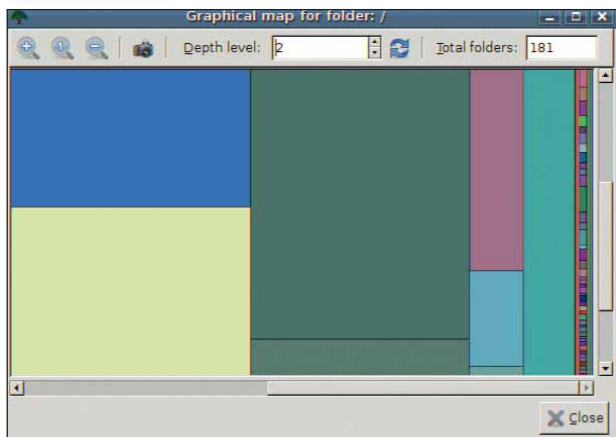 Graphical map for folder: /
Depth level: 2 Total folders: 181
Close